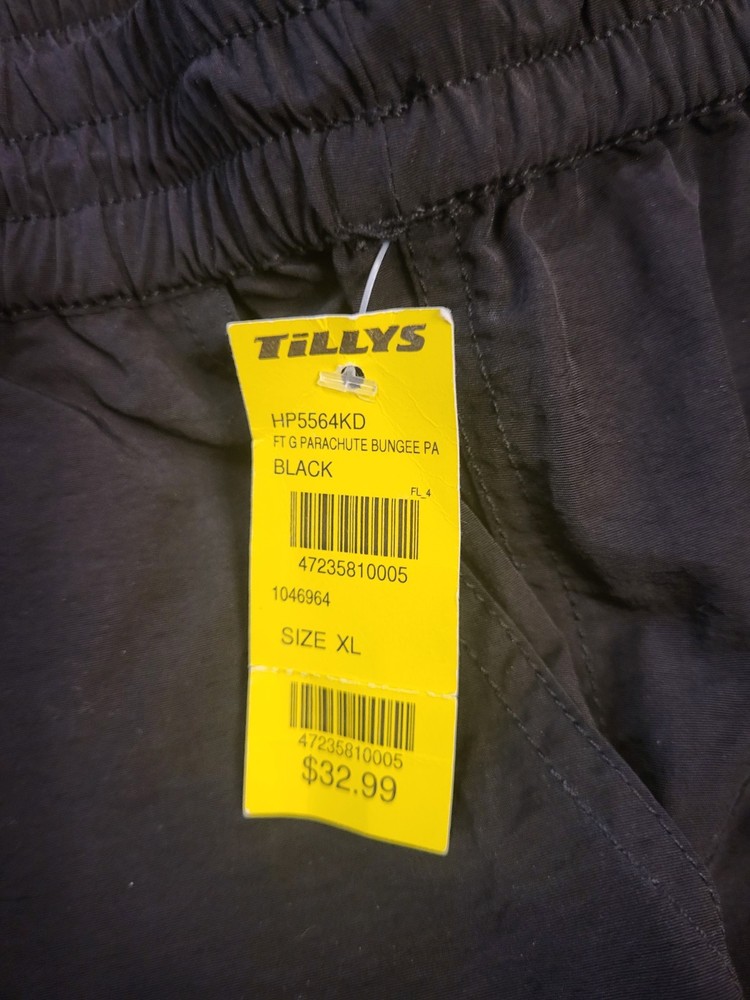 TiLLYS
HP5564KD
FT G PARACHUTE BUNGEE PA
BLACK
FL_4
47235810005
1046964
SIZE XL
47235810005
$32.99